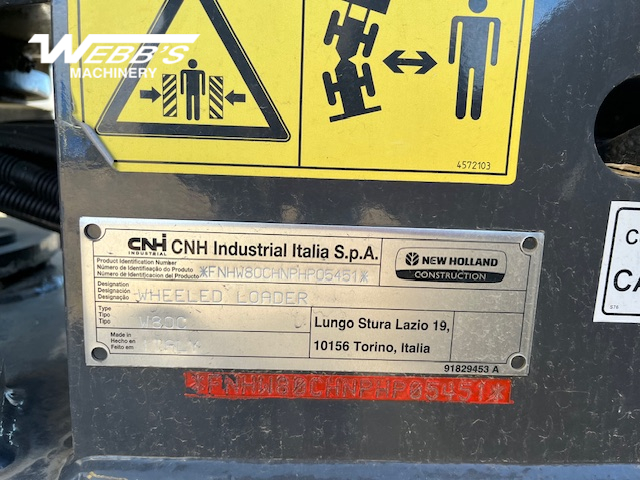 WEBB'S
MACHINERY
4572103
CNH
INDUSTRIAL
CNH Industrial Italia S.p.A.
Product Identification Number
Número de Identificação do Produto
Número de Identificacion del Producto
*FNHW80CHNPHP05451*
NEW HOLLAND
CONSTRUCTION
Designation
Designación
Designação
WHEELED LOADER
Type
Tipo
Tipo
W80C
Made in
Hecho en
Feito em
Lungo Stura Lazio 19,
10156 Torino, Italia
91829453 A
*FNHW80CHNPHP05451*
C
CA